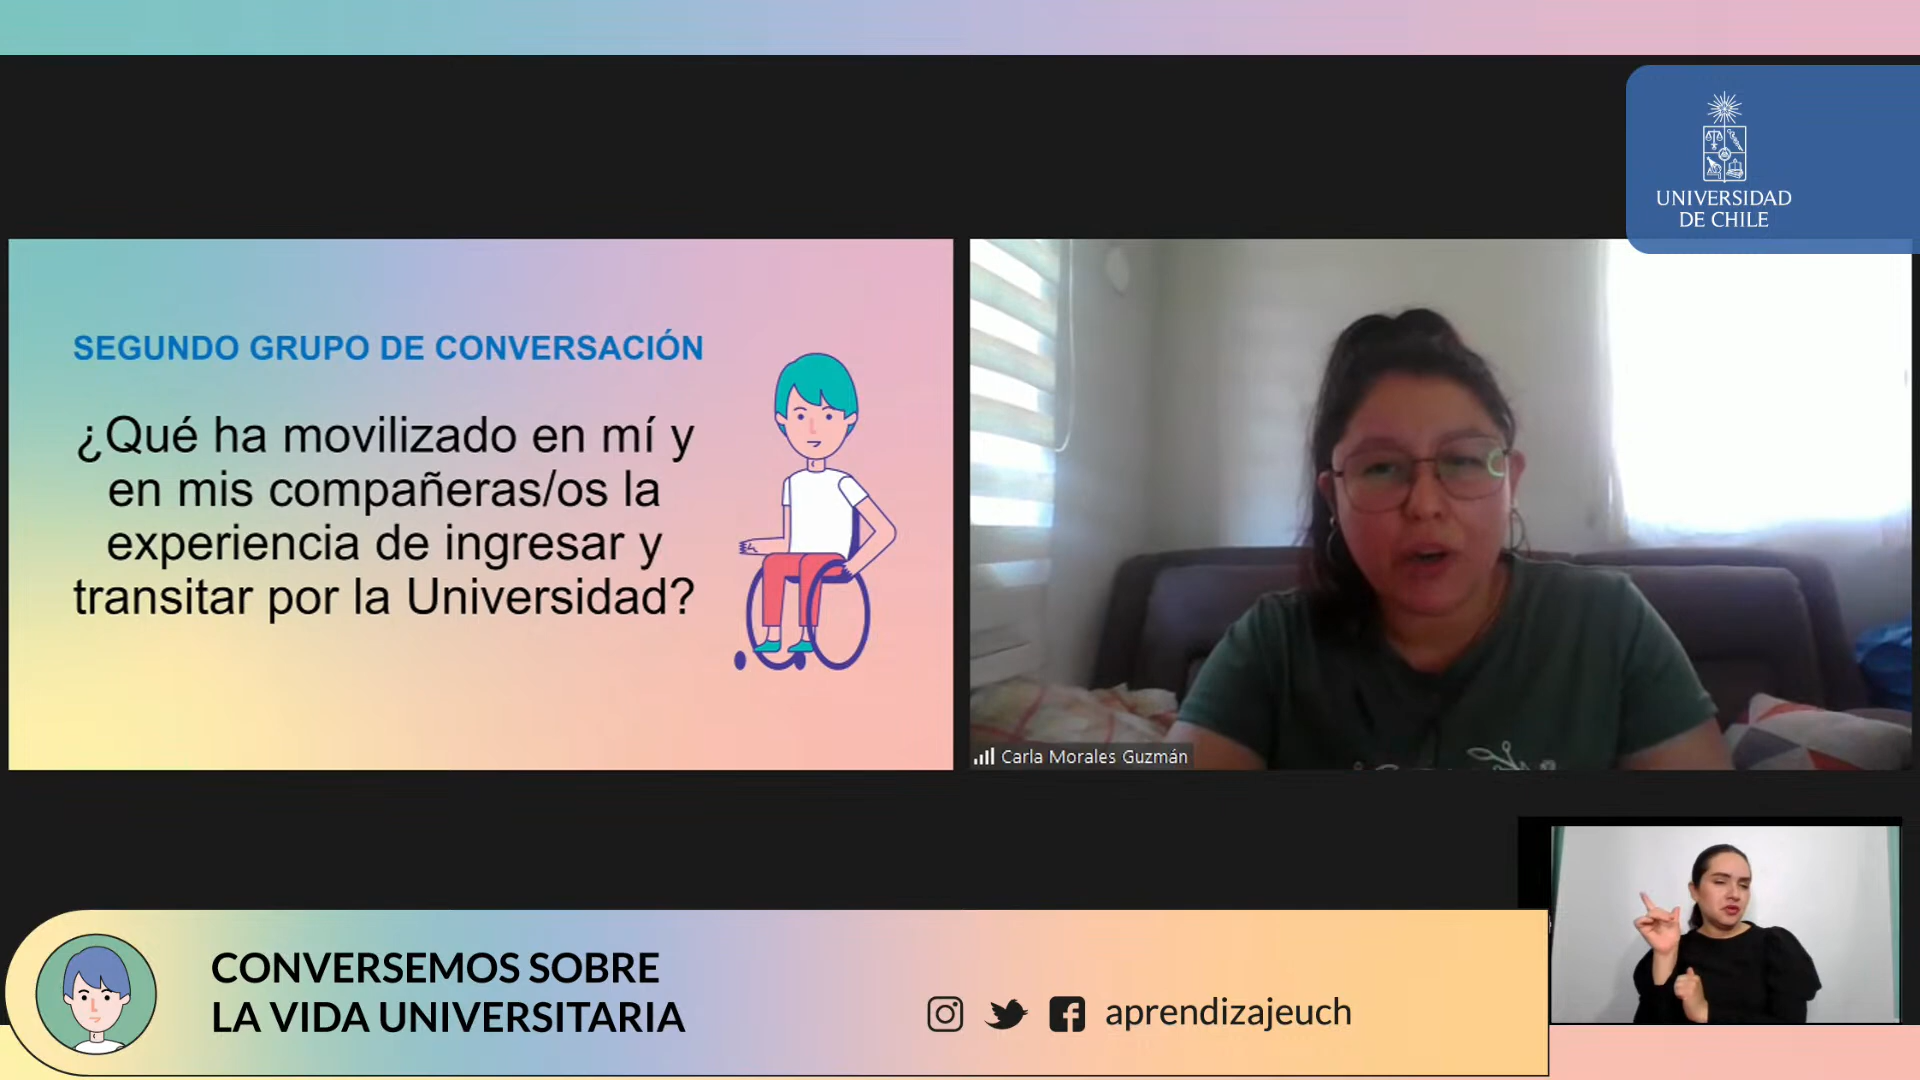 UNIVERSIDAD
DE CHILE
SEGUNDO GRUPO DE CONVERSACIÓN
¿Qué ha movilizado en mí y
en mis compañeras/os la
experiencia de ingresar y
transitar por la Universidad?
Carla Morales Guzmán
CONVERSEMOS SOBRE
LA VIDA UNIVERSITARIA
aprendizajeuch